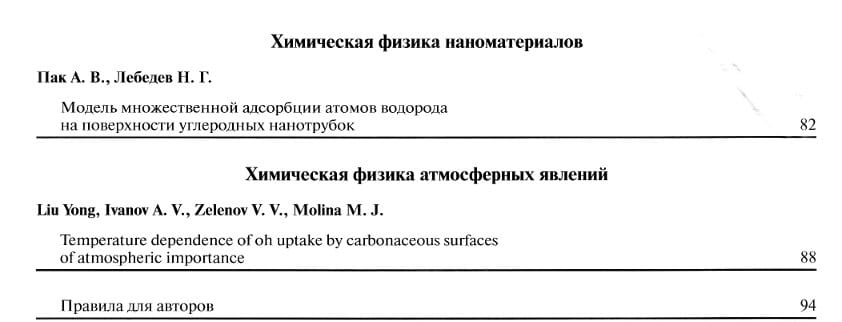 Химическая физика наноматериалов
Пак А. В., Лебедев Н. Г.
Модель множественной адсорбции атомов водорода
на поверхности углеродных нанотрубок 82
Химическая физика атмосферных явлений
Liu Yong, Ivanov A. V., Zelenov V. V., Molina M. J.
Temperature dependence of oh uptake by carbonaceous surfaces
of atmospheric importance 88
Правила для авторов 94